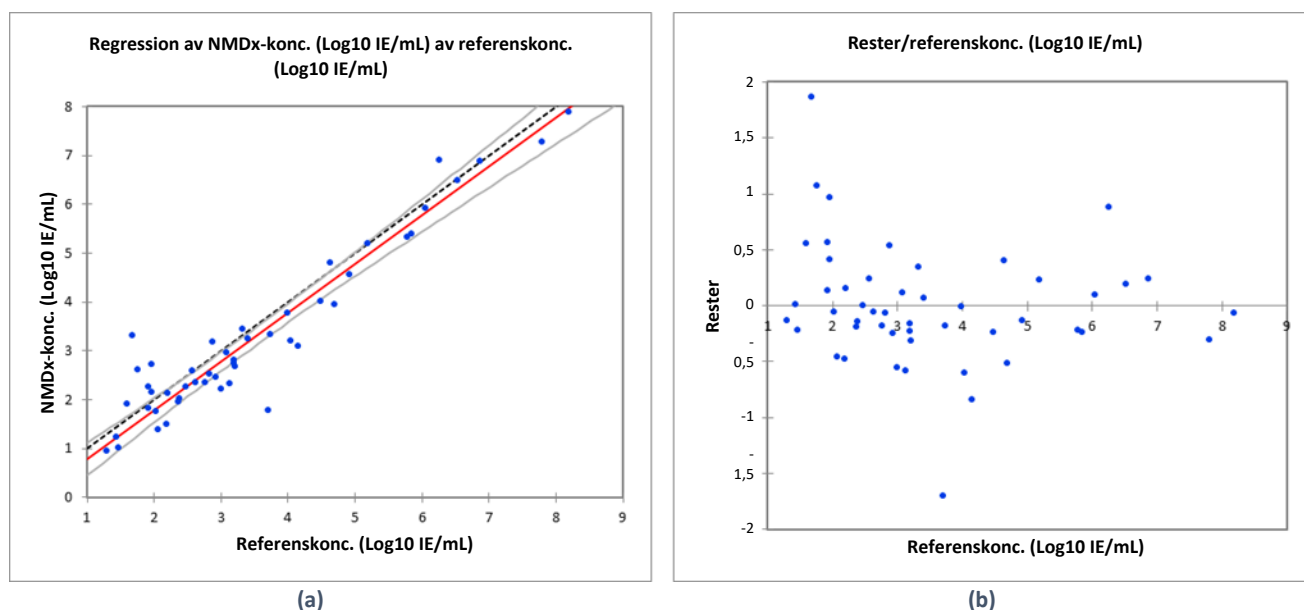 Regression av NMDx-konc. (Log10 IE/mL) av referenskonc.
(Log10 IE/mL)
NMDx-konc. (Log10 IE/mL)
8
7
6
5
4
3
2
1
0
1 2 3 4 5 6 7 8 9
Referenskonc. (Log10 IE/mL)
(a)
Rester/referenskonc. (Log10 IE/mL)
Rester
2
1,5
1
0,5
0
1 2 3 4 5 6 7 8 9
-
0,5
-1
-
1,5
-2
Referenskonc. (Log10 IE/mL)
(b)